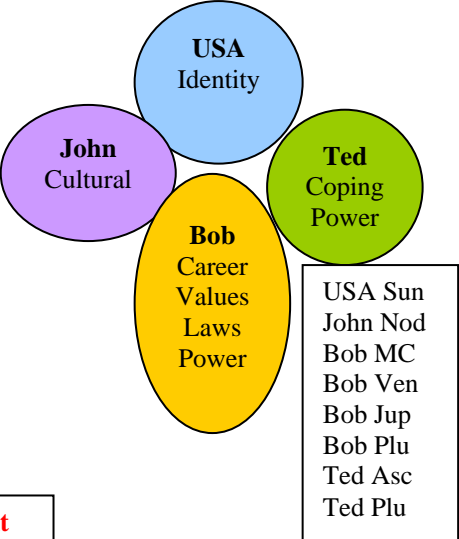 USA
Identity
John
Cultural
Ted
Coping
Power
Bob
Career
Values
Laws
Power
USA Sun
John Nod
Bob MC
Bob Ven
Bob Jup
Bob Plu
Ted Asc
Ted Plu
t